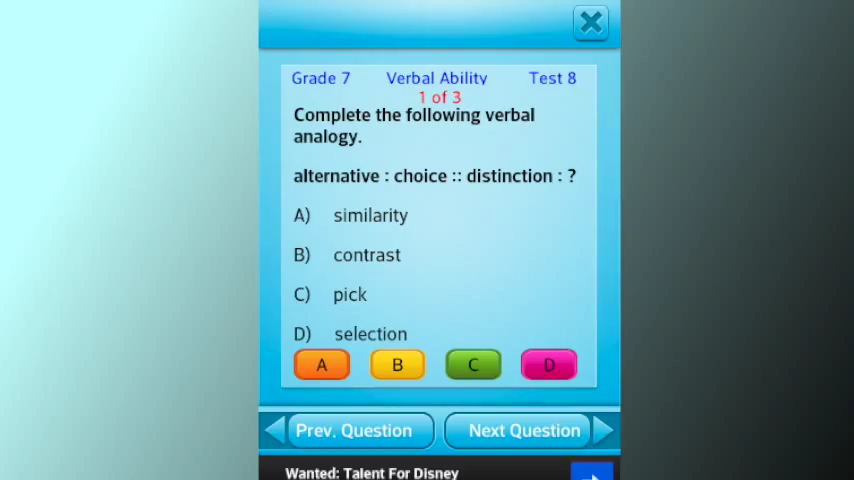 Grade 7 Verbal Ability Test 8
1 of 3
Complete the following verbal
analogy.
alternative : choice :: distinction : ?
A) similarity
B) contrast
C) pick
D) selection
A B C D
Prev. Question Next Question
Wanted: Talent For Disney